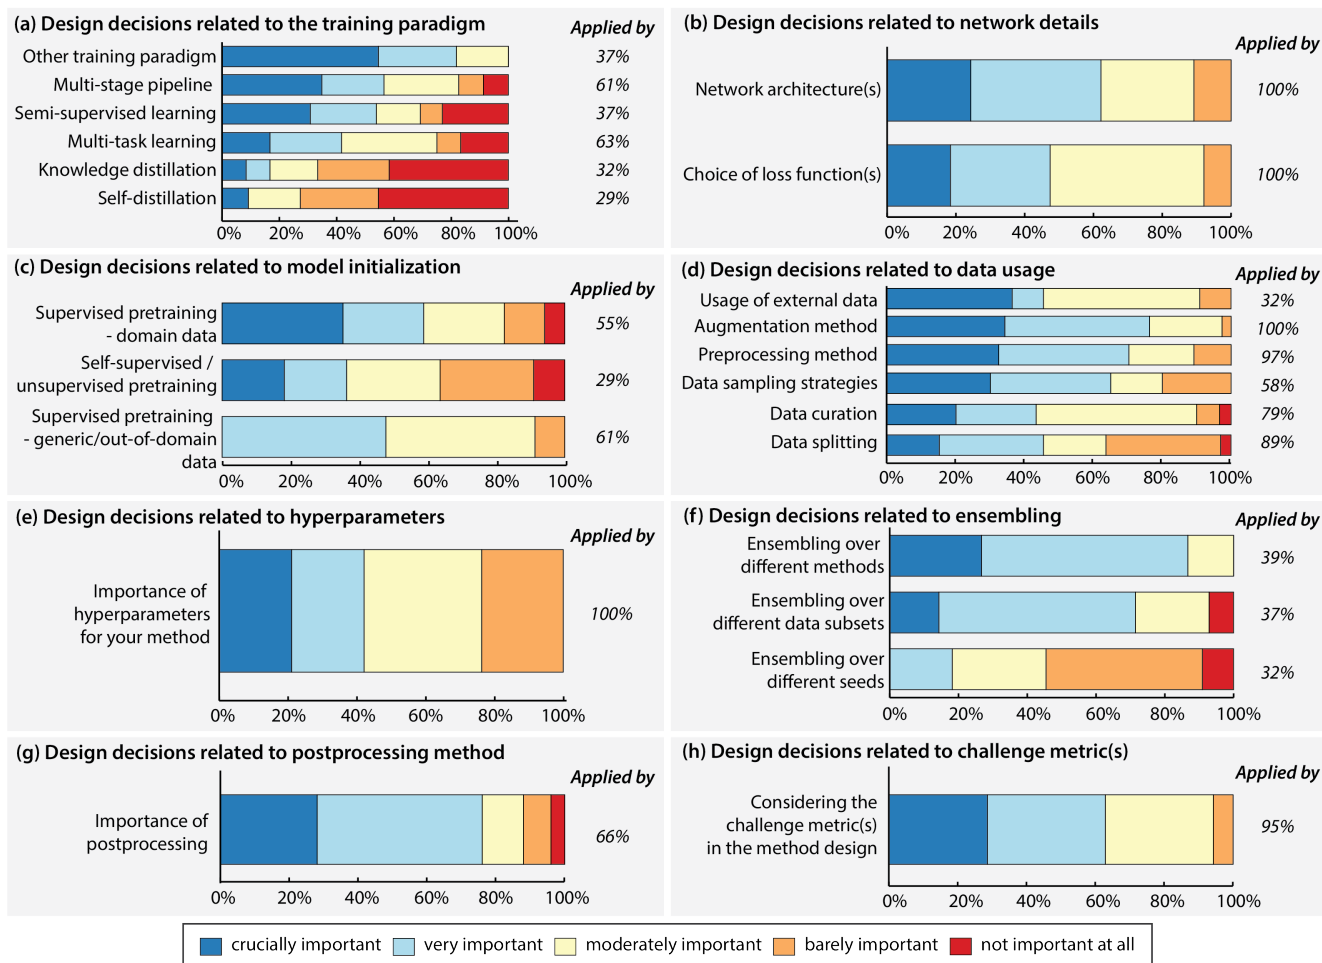 (a) Design decisions related to the training paradigm
Applied by
Other training paradigm 37%
Multi-stage pipeline 61%
Semi-supervised learning 37%
Multi-task learning 63%
Knowledge distillation 32%
Self-distillation 29%
0% 20% 40% 60% 80% 100%
(b) Design decisions related to network details
Applied by
Network architecture(s) 100%
Choice of loss function(s) 100%
0% 20% 40% 60% 80% 100%
(c) Design decisions related to model initialization
Applied by
Supervised pretraining
- domain data
55%
Self-supervised /
unsupervised pretraining
29%
Supervised pretraining
- generic/out-of-domain
data
61%
0% 20% 40% 60% 80% 100%
(d) Design decisions related to data usage
Applied by
Usage of external data 32%
Augmentation method 100%
Preprocessing method 97%
Data sampling strategies 58%
Data curation 79%
Data splitting 89%
0% 20% 40% 60% 80% 100%
(e) Design decisions related to hyperparameters
Applied by
Importance of
hyperparameters
for your method
100%
0% 20% 40% 60% 80% 100%
(f) Design decisions related to ensembling
Applied by
Ensembling over
different methods
39%
Ensembling over
different data subsets
37%
Ensembling over
different seeds
32%
0% 20% 40% 60% 80% 100%
(g) Design decisions related to postprocessing method
Applied by
Importance of
postprocessing
66%
0% 20% 40% 60% 80% 100%
(h) Design decisions related to challenge metric(s)
Applied by
Considering the
challenge metric(s)
in the method design
95%
0% 20% 40% 60% 80% 100%
crucially important very important moderately important barely important not important at all